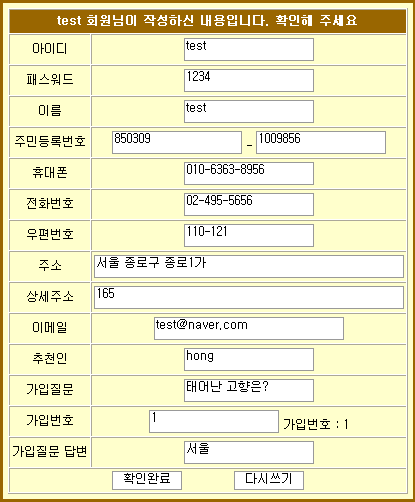 test 회원님이 작성하신 내용입니다. 확인해 주세요
아이디 test
패스워드 1234
이름 test
주민등록번호 850309 - 1009856
휴대폰 010-6363-8956
전화번호 02-495-5656
우편번호 110-121
주소 서울 종로구 종로1가
상세주소 165
이메일 test@naver.com
추천인 hong
가입질문 태어난 고향은?
가입번호 1 가입번호 : 1
가입질문 답변 서울
확인완료 다시쓰기